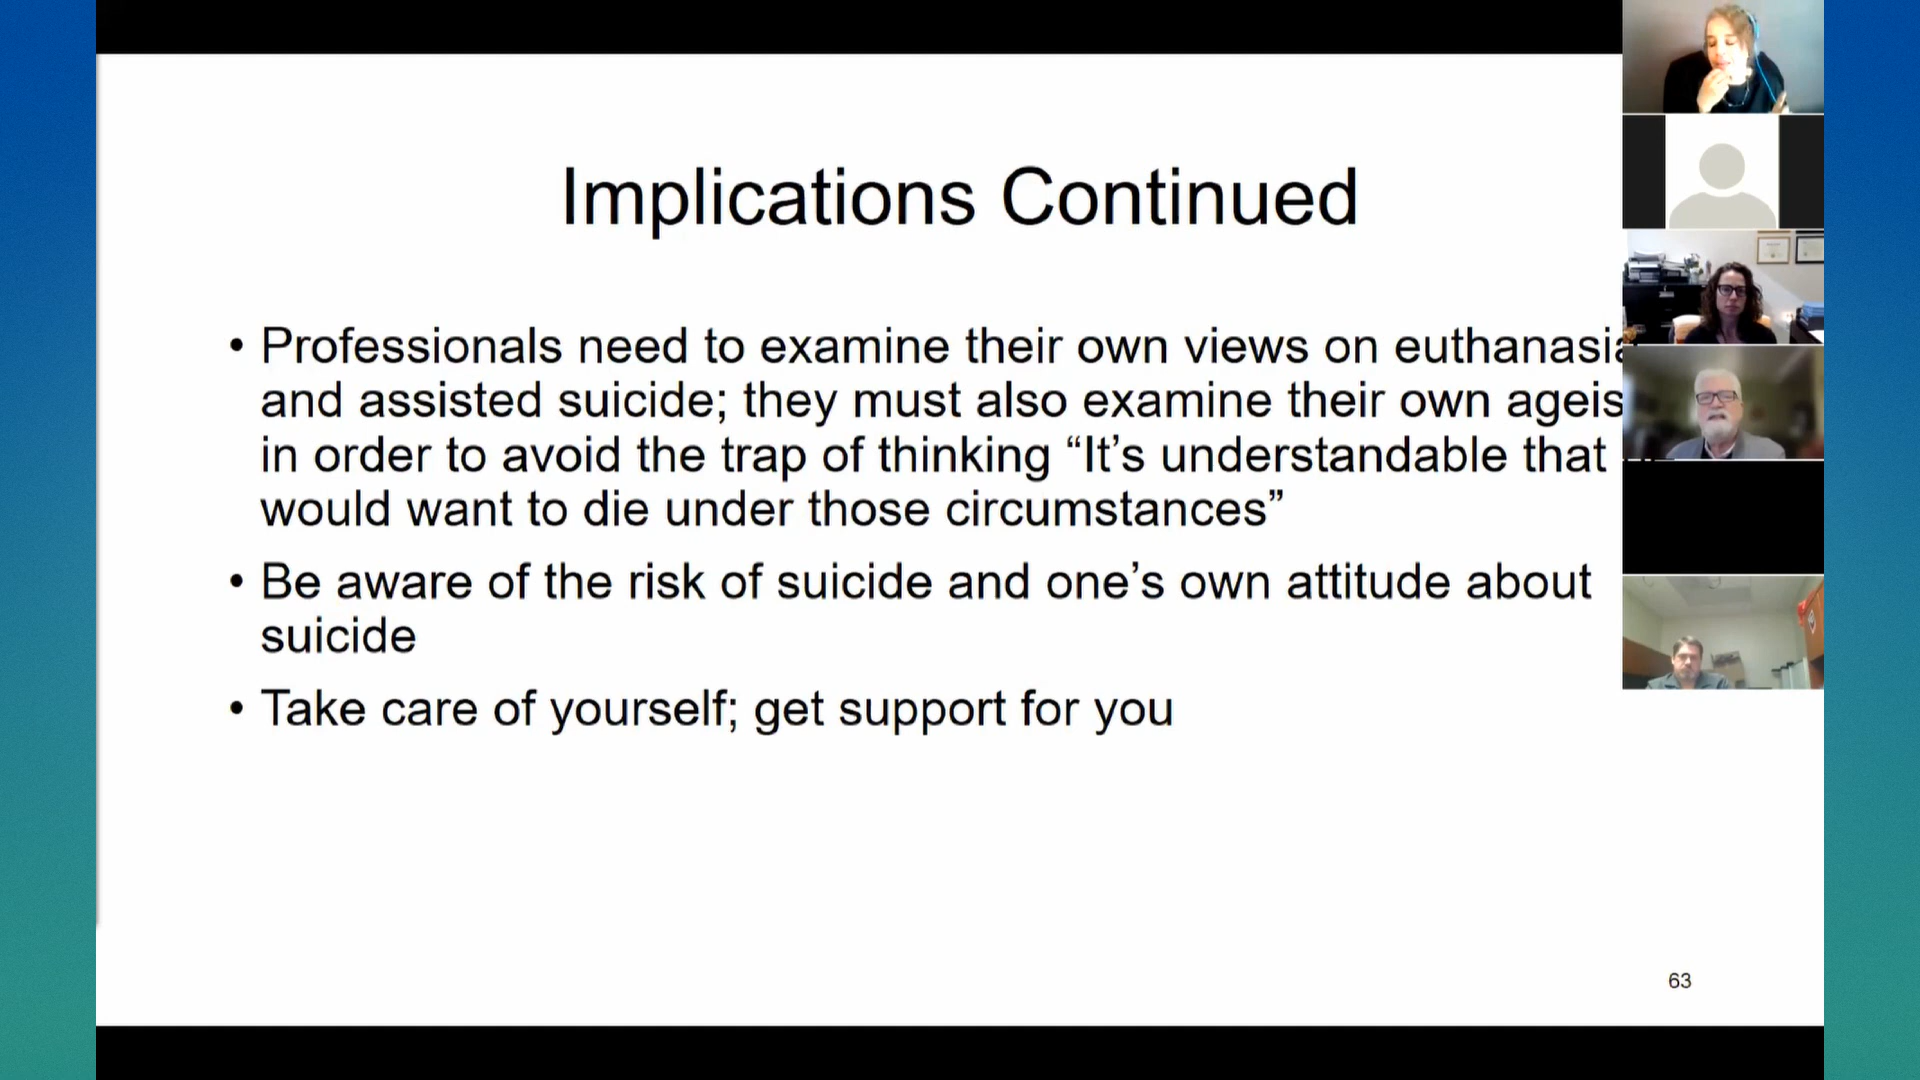 Implications Continued
• Professionals need to examine their own views on euthanasia
and assisted suicide; they must also examine their own ageis
in order to avoid the trap of thinking “It’s understandable that
would want to die under those circumstances”
• Be aware of the risk of suicide and one’s own attitude about
suicide
• Take care of yourself; get support for you
63